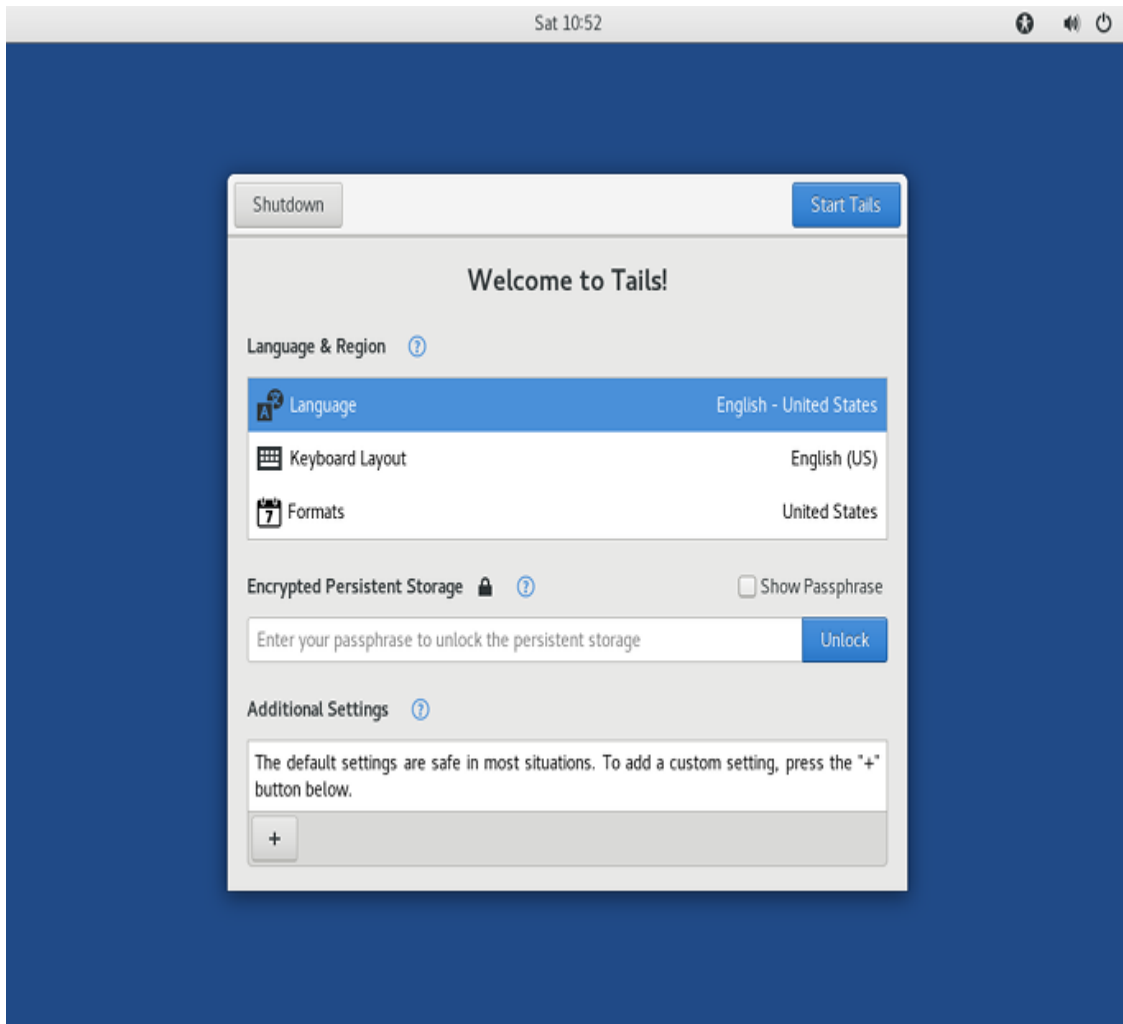 Sat 10:52
Shutdown
Start Tails
Welcome to Tails!
Language & Region ?
Language English - United States
Keyboard Layout English (US)
7 Formats United States
Encrypted Persistent Storage ? Show Passphrase
Enter your passphrase to unlock the persistent storage Unlock
Additional Settings ?
The default settings are safe in most situations. To add a custom setting, press the "+"
button below.
+